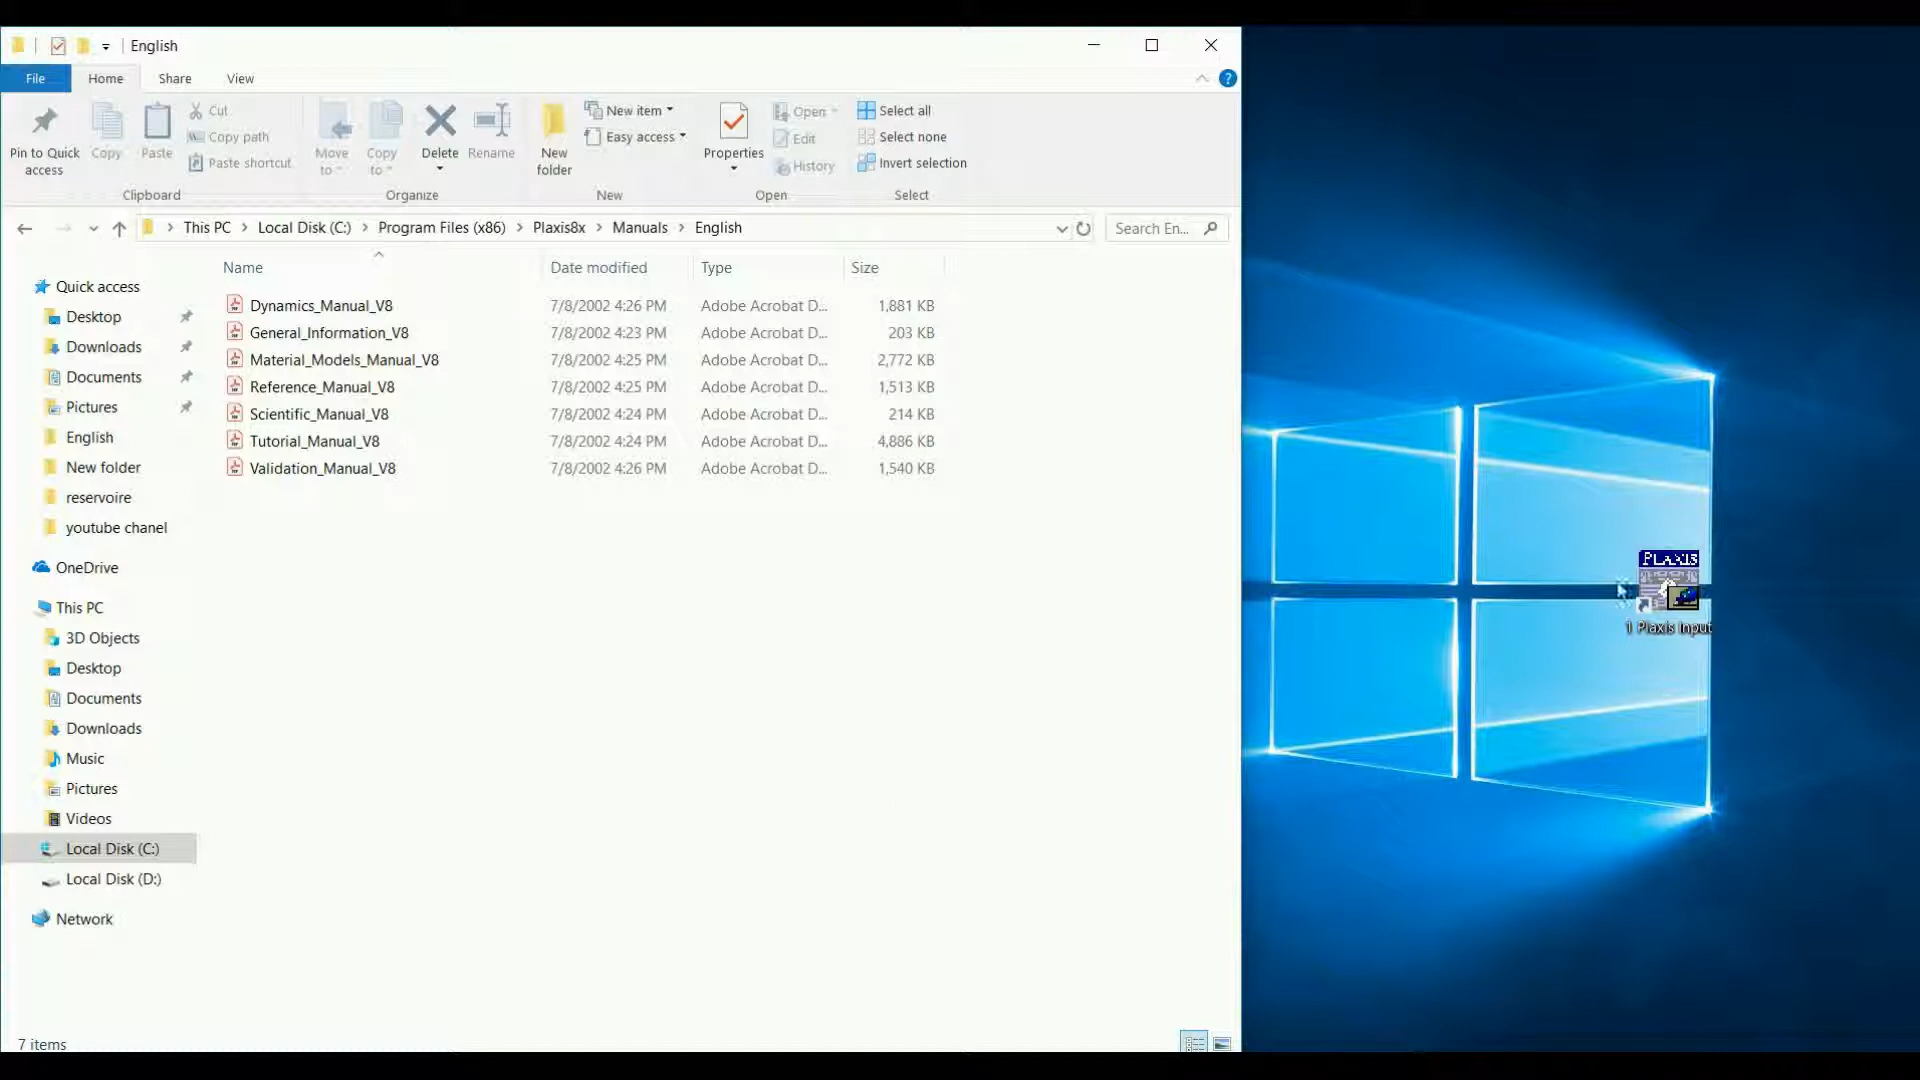 English
File Home Share View
Pin to Quick access
Copy
Paste
Cut
Copy path
Paste shortcut
Clipboard
Move to
Copy to
Delete
Rename
Organize
New folder
New item
Easy access
New
Properties
Open
Edit
History
Open
Select all
Select none
Invert selection
Select
This PC > Local Disk (C:) > Program Files (x86) > Plaxis8x > Manuals > English
Search En...
Name Date modified Type Size
Dynamics_Manual_V8 7/8/2002 4:26 PM Adobe Acrobat D... 1,881 KB
General_Information_V8 7/8/2002 4:23 PM Adobe Acrobat D... 203 KB
Material_Models_Manual_V8 7/8/2002 4:25 PM Adobe Acrobat D... 2,772 KB
Reference_Manual_V8 7/8/2002 4:25 PM Adobe Acrobat D... 1,513 KB
Scientific_Manual_V8 7/8/2002 4:24 PM Adobe Acrobat D... 214 KB
Tutorial_Manual_V8 7/8/2002 4:24 PM Adobe Acrobat D... 4,886 KB
Validation_Manual_V8 7/8/2002 4:26 PM Adobe Acrobat D... 1,540 KB
Quick access
Desktop
Downloads
Documents
Pictures
English
New folder
reservoire
youtube chanel
OneDrive
This PC
3D Objects
Desktop
Documents
Downloads
Music
Pictures
Videos
Local Disk (C:)
Local Disk (D:)
Network
7 items
PLAXIS
1 Plaxis Input